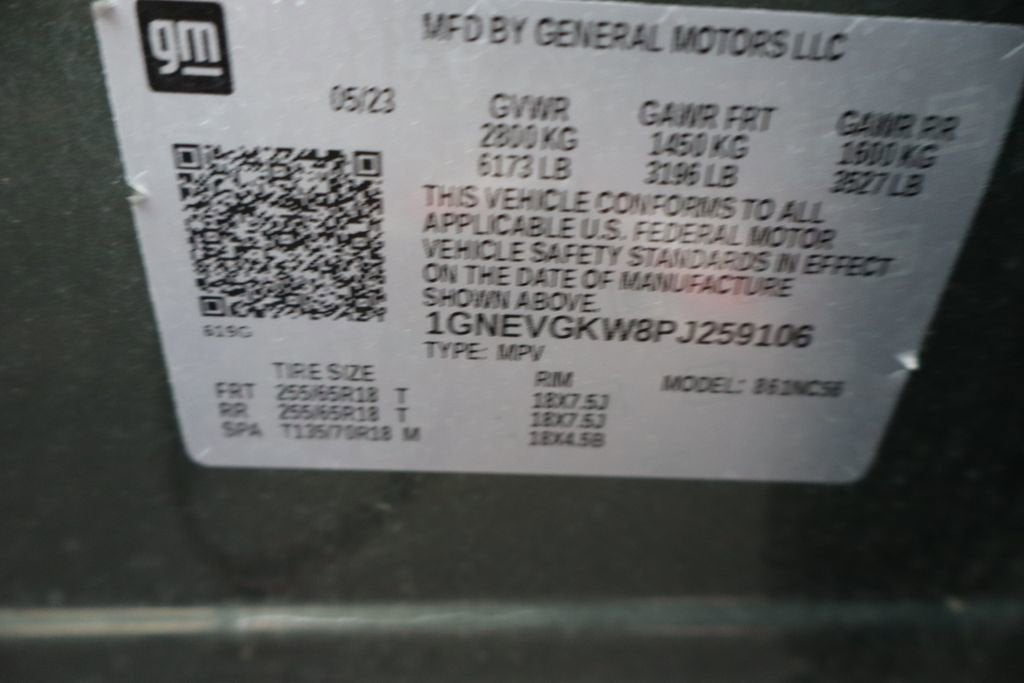 gm
MFD BY GENERAL MOTORS LLC
05/23
GVWR GAWR FRT GAWR RR
2800 KG 1450 KG 1600 KG
6173 LB 3196 LB 3527 LB
THIS VEHICLE CONFORMS TO ALL
APPLICABLE U.S. FEDERAL MOTOR
VEHICLE SAFETY STANDARDS IN EFFECT
ON THE DATE OF MANUFACTURE
SHOWN ABOVE.
1GNEVGKW8PJ259106
619G
TYPE: MPV
TIRE SIZE RIM MODEL:
FRT 255/65R18 T 18X7.5J
RR 255/65R18 T 18X7.5J
SPA T135/70R18 M 18X4.5B